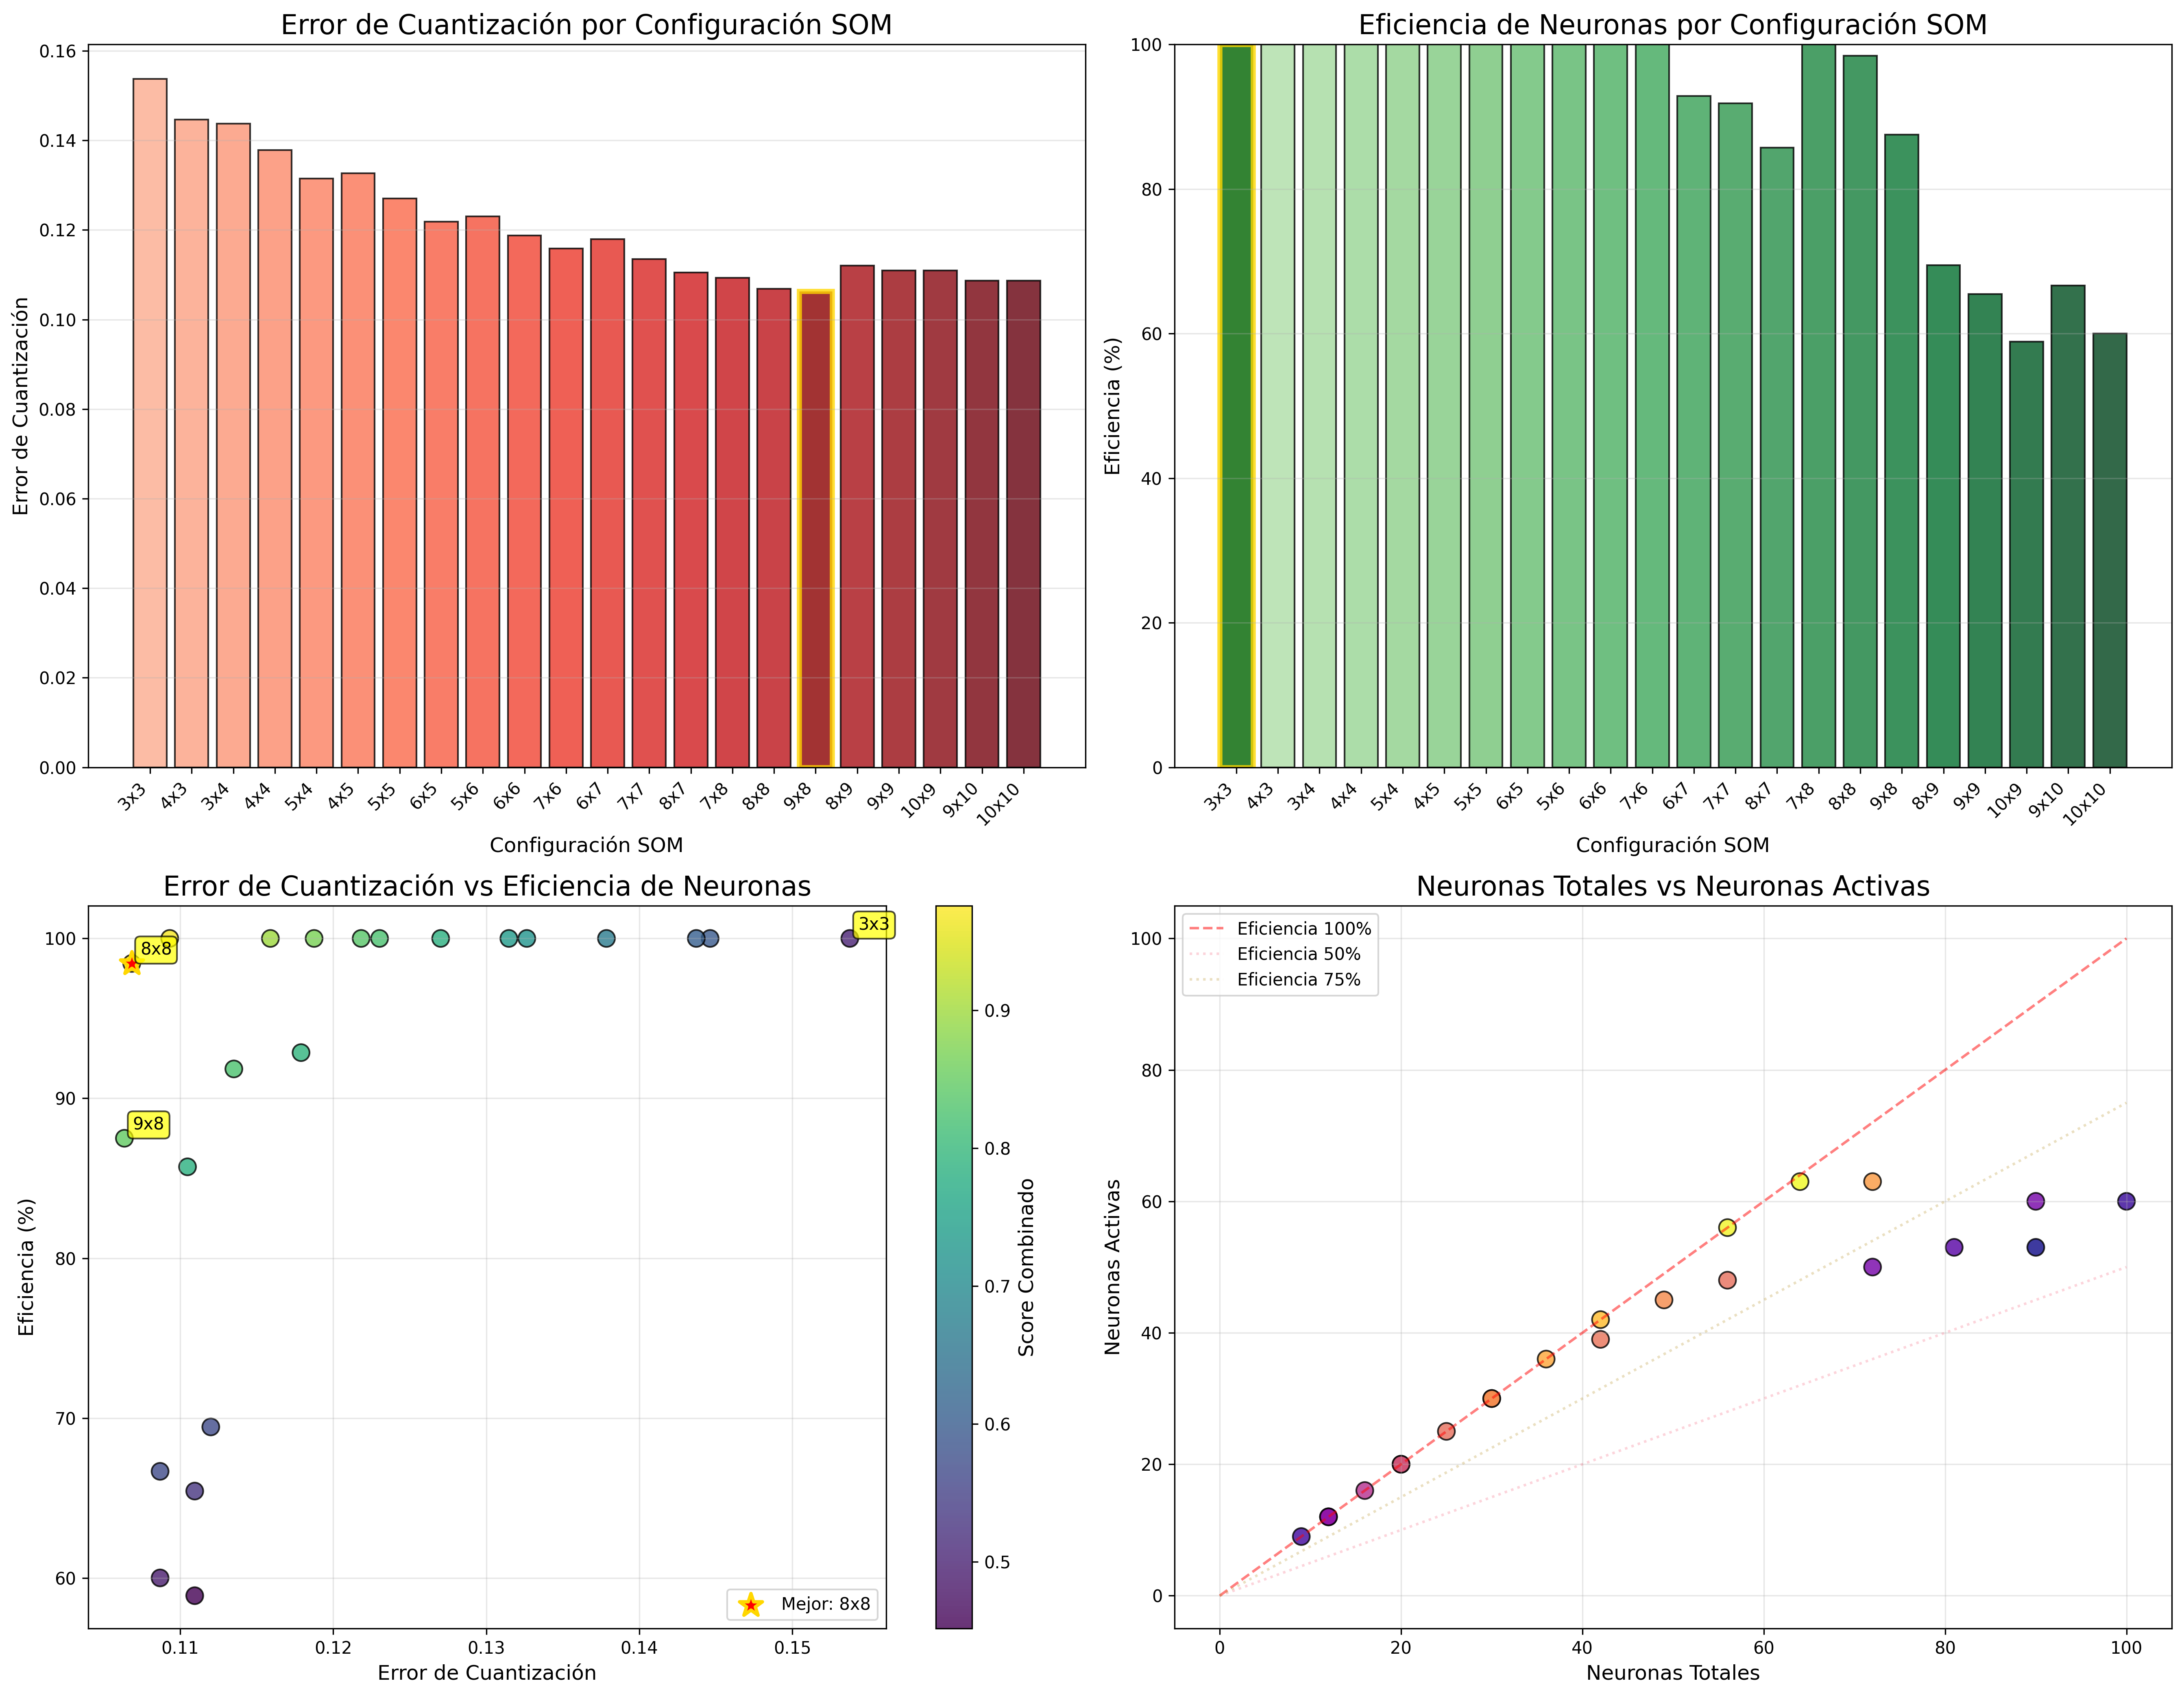 Error de Cuantización por Configuración SOM
Error de Cuantización
0.16
0.14
0.12
0.10
0.08
0.06
0.04
0.02
0.00
3x3 4x3 3x4 4x4 5x4 4x5 5x5 6x5 5x6 6x6 7x6 6x7 7x7 8x7 7x8 8x8 9x8 8x9 9x9 10x9 9x10 10x10
Configuración SOM
Eficiencia de Neuronas por Configuración SOM
Eficiencia (%)
100
80
60
40
20
0
3x3 4x3 3x4 4x4 5x4 4x5 5x5 6x5 5x6 6x6 7x6 6x7 7x7 8x7 7x8 8x8 9x8 8x9 9x9 10x9 9x10 10x10
Configuración SOM
Error de Cuantización vs Eficiencia de Neuronas
Eficiencia (%)
100
90
80
70
60
8x8
3x3
9x8
Mejor: 8x8
0.11 0.12 0.13 0.14 0.15
Error de Cuantización
0.9
0.8
0.7
0.6
0.5
Score Combinado
Neuronas Totales vs Neuronas Activas
Neuronas Activas
100
80
60
40
20
0
Eficiencia 100%
Eficiencia 50%
Eficiencia 75%
0 20 40 60 80 100
Neuronas Totales